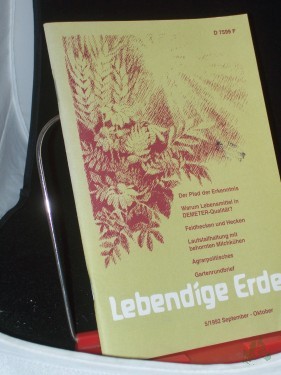 D 7339 F
Der Pfad der Erkenntnis
Warum Lebensmittel in
DEMETER-Qualität?
Feldhecken und Hecken
Laufstallhaltung mit
behornten Milchkühen
Agrarpolitisches
Gartenrundbrief
Lebendige Erde
5/1992 September - Oktober